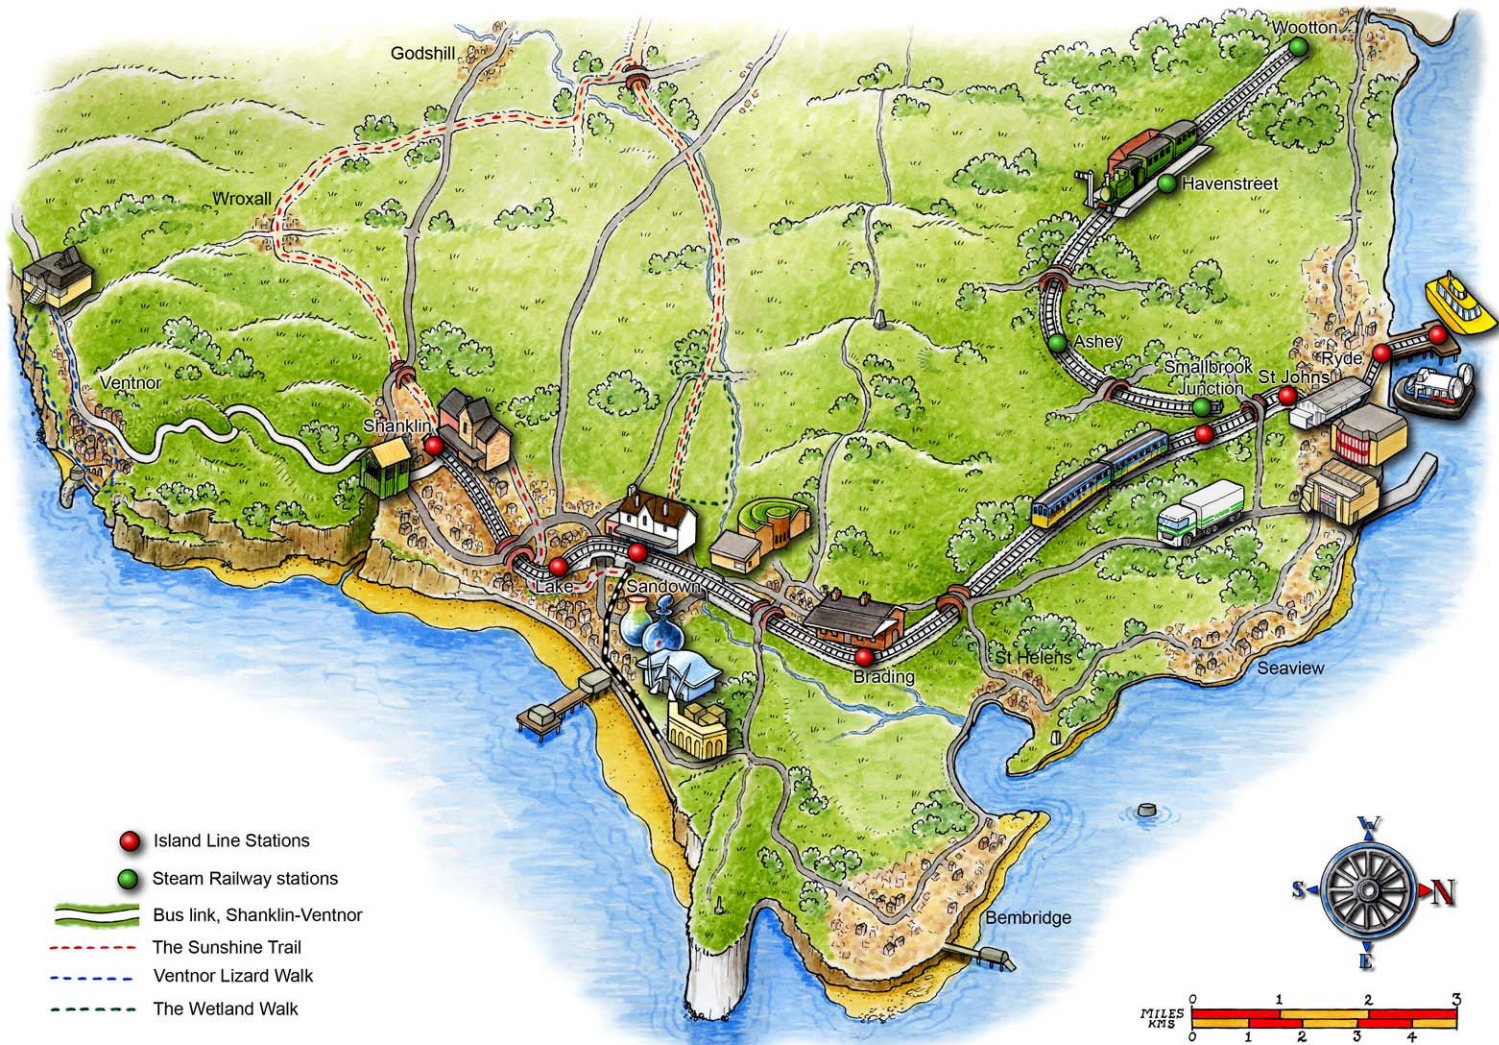 Wootton
Godshill
Havenstreet
Wroxall
Ashey
Ryde
Smallbrook
Junction
St Johns
Ventnor
Shanklin
Lake
Sandown
St Helens
Seaview
Brading
Bembridge
Island Line Stations
Steam Railway stations
Bus link, Shanklin-Ventnor
The Sunshine Trail
Ventnor Lizard Walk
The Wetland Walk
W
S N
E
0 1 2 3
MILES
KMS
0 1 2 3 4